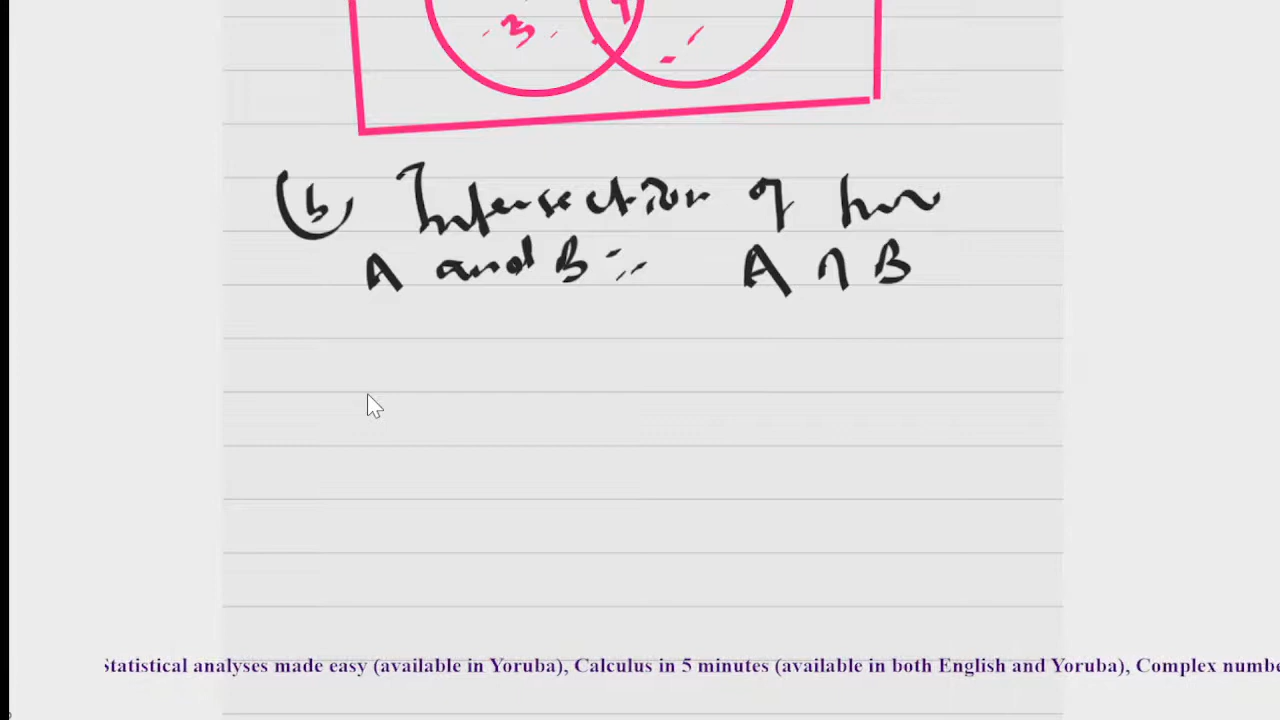 3
(b) Intersection of two
A and B :- A ∩ B
Statistical analyses made easy (available in Yoruba), Calculus in 5 minutes (available in both English and Yoruba), Complex numbe